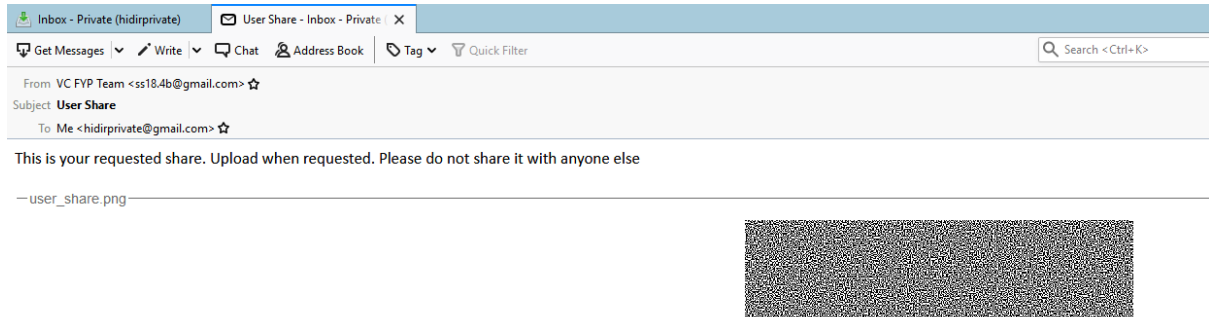 Inbox - Private (hidirprivate) User Share - Inbox - Private (
Get Messages Write Chat Address Book Tag Quick Filter Search <Ctrl+K>
From VC FYP Team <ss18.4b@gmail.com>
Subject User Share
To Me <hidirprivate@gmail.com>
This is your requested share. Upload when requested. Please do not share it with anyone else
user_share.png